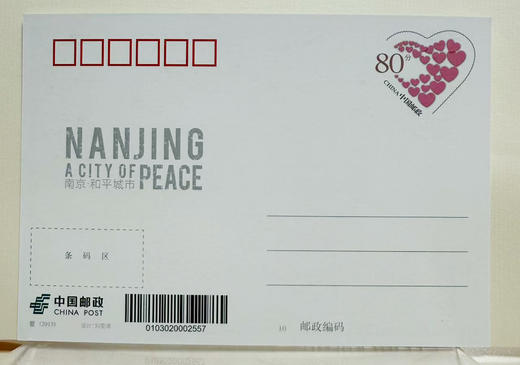 80分
CHINA 中国邮政
NANJING
A CITY OF PEACE
南京·和平城市
条 码 区
中国邮政
CHINA POST
0103020002557
10
邮政编码